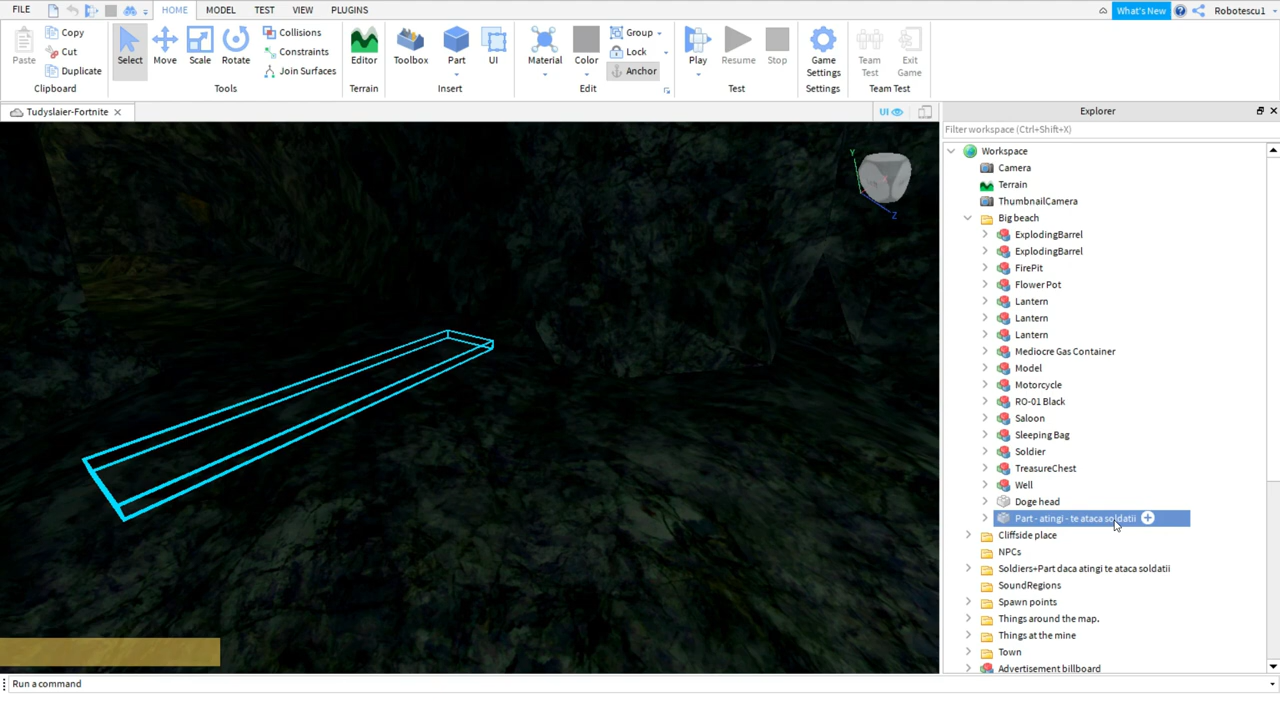 FILE HOME MODEL TEST VIEW PLUGINS What's New Robotescu1
Copy Collisions Group
Cut Constraints Lock
Paste Duplicate Select Move Scale Rotate Join Surfaces Editor Toolbox Part UI Material Color Anchor Play Resume Stop Game Settings Team Test Exit Game
Clipboard Tools Terrain Insert Edit Test Settings Team Test
Tudyslaier-Fortnite UI Explorer
Filter workspace (Ctrl+Shift+X)
Y
Z
Workspace
Camera
Terrain
ThumbnailCamera
Big beach
ExplodingBarrel
ExplodingBarrel
FirePit
Flower Pot
Lantern
Lantern
Lantern
Mediocre Gas Container
Model
Motorcycle
RO-01 Black
Saloon
Sleeping Bag
Soldier
TreasureChest
Well
Doge head
Part - atingi - te ataca soldatii
Cliffside place
NPCs
Soldiers+Part daca atingi te ataca soldatii
SoundRegions
Spawn points
Things around the map.
Things at the mine
Town
Advertisement billboard
Run a command